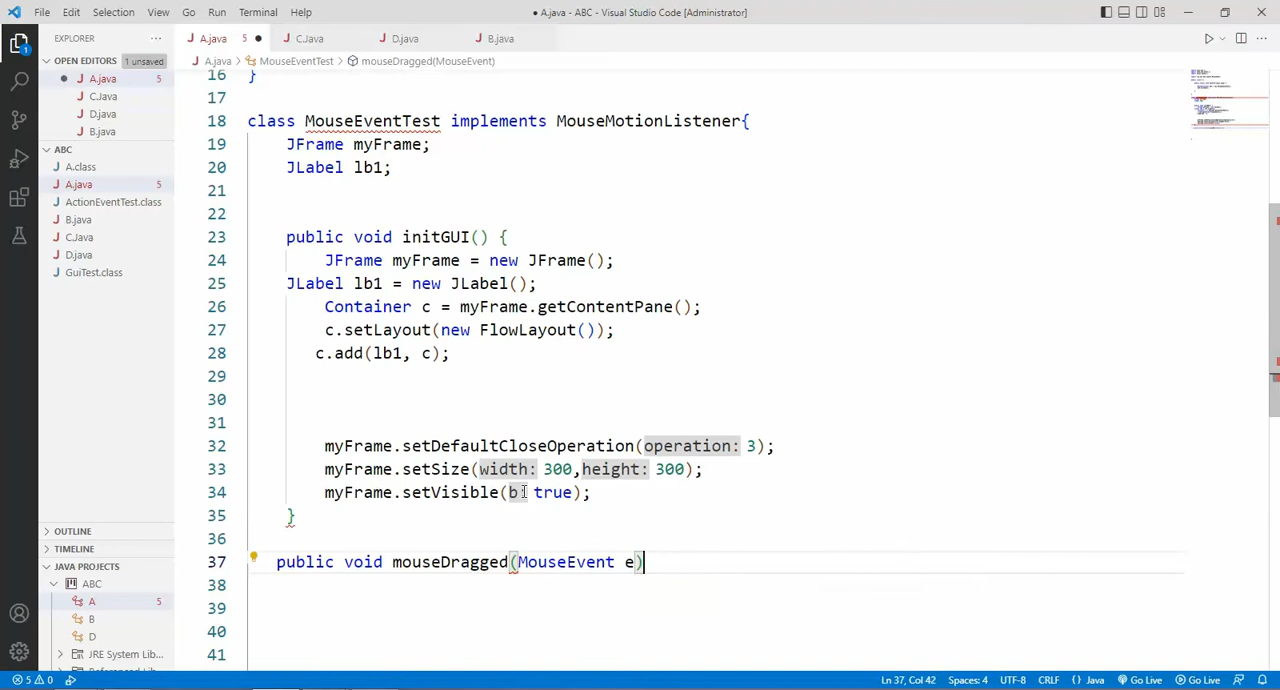 File Edit Selection View Go Run Terminal Help
● A.java - ABC - Visual Studio Code [Administrator]
EXPLORER ···
J A.java 5 ● J C.Java J D.java J B.java
OPEN EDITORS 1 unsaved
J A.java > MouseEventTest > mouseDragged(MouseEvent)
● J A.java 5
J C.Java
J D.java
J B.java
ABC
J A.class
J A.java 5
J ActionEventTest.class
J B.java
J C.Java
J D.java
J GuiTest.class
OUTLINE
TIMELINE
JAVA PROJECTS
ABC
A 5
B
D
JRE System Lib...
16 }
17
18 class MouseEventTest implements MouseMotionListener{
19 JFrame myFrame;
20 JLabel lb1;
21
22
23 public void initGUI() {
24 JFrame myFrame = new JFrame();
25 JLabel lb1 = new JLabel();
26 Container c = myFrame.getContentPane();
27 c.setLayout(new FlowLayout());
28 c.add(lb1, c);
29
30
31
32 myFrame.setDefaultCloseOperation(operation: 3);
33 myFrame.setSize(width: 300,height: 300);
34 myFrame.setVisible(b: true);
35 }
36
37 public void mouseDragged(MouseEvent e)
38
39
40
41
1
5 0
Ln 37, Col 42 Spaces: 4 UTF-8 CRLF {} Java Go Live Go Live